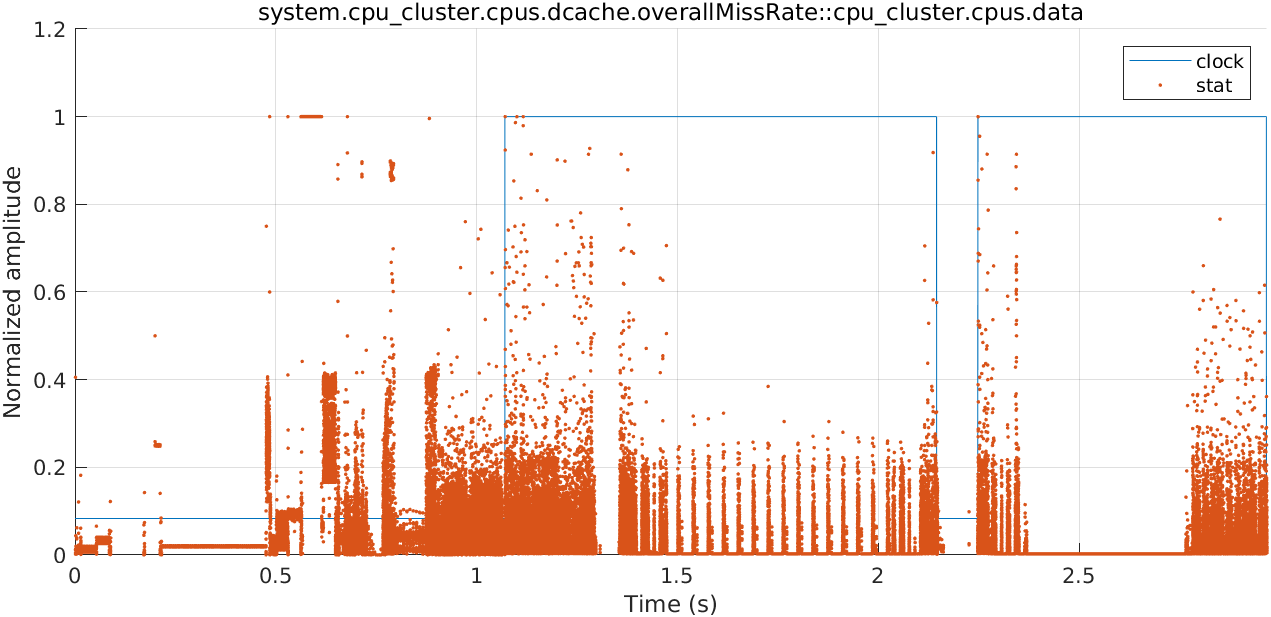 system.cpu_cluster.cpus.dcache.overallMissRate::cpu_cluster.cpus.data
1.2
clock
stat
1
0.8
Normalized amplitude
0.6
0.4
0.2
0
0 0.5 1 1.5 2 2.5
Time (s)